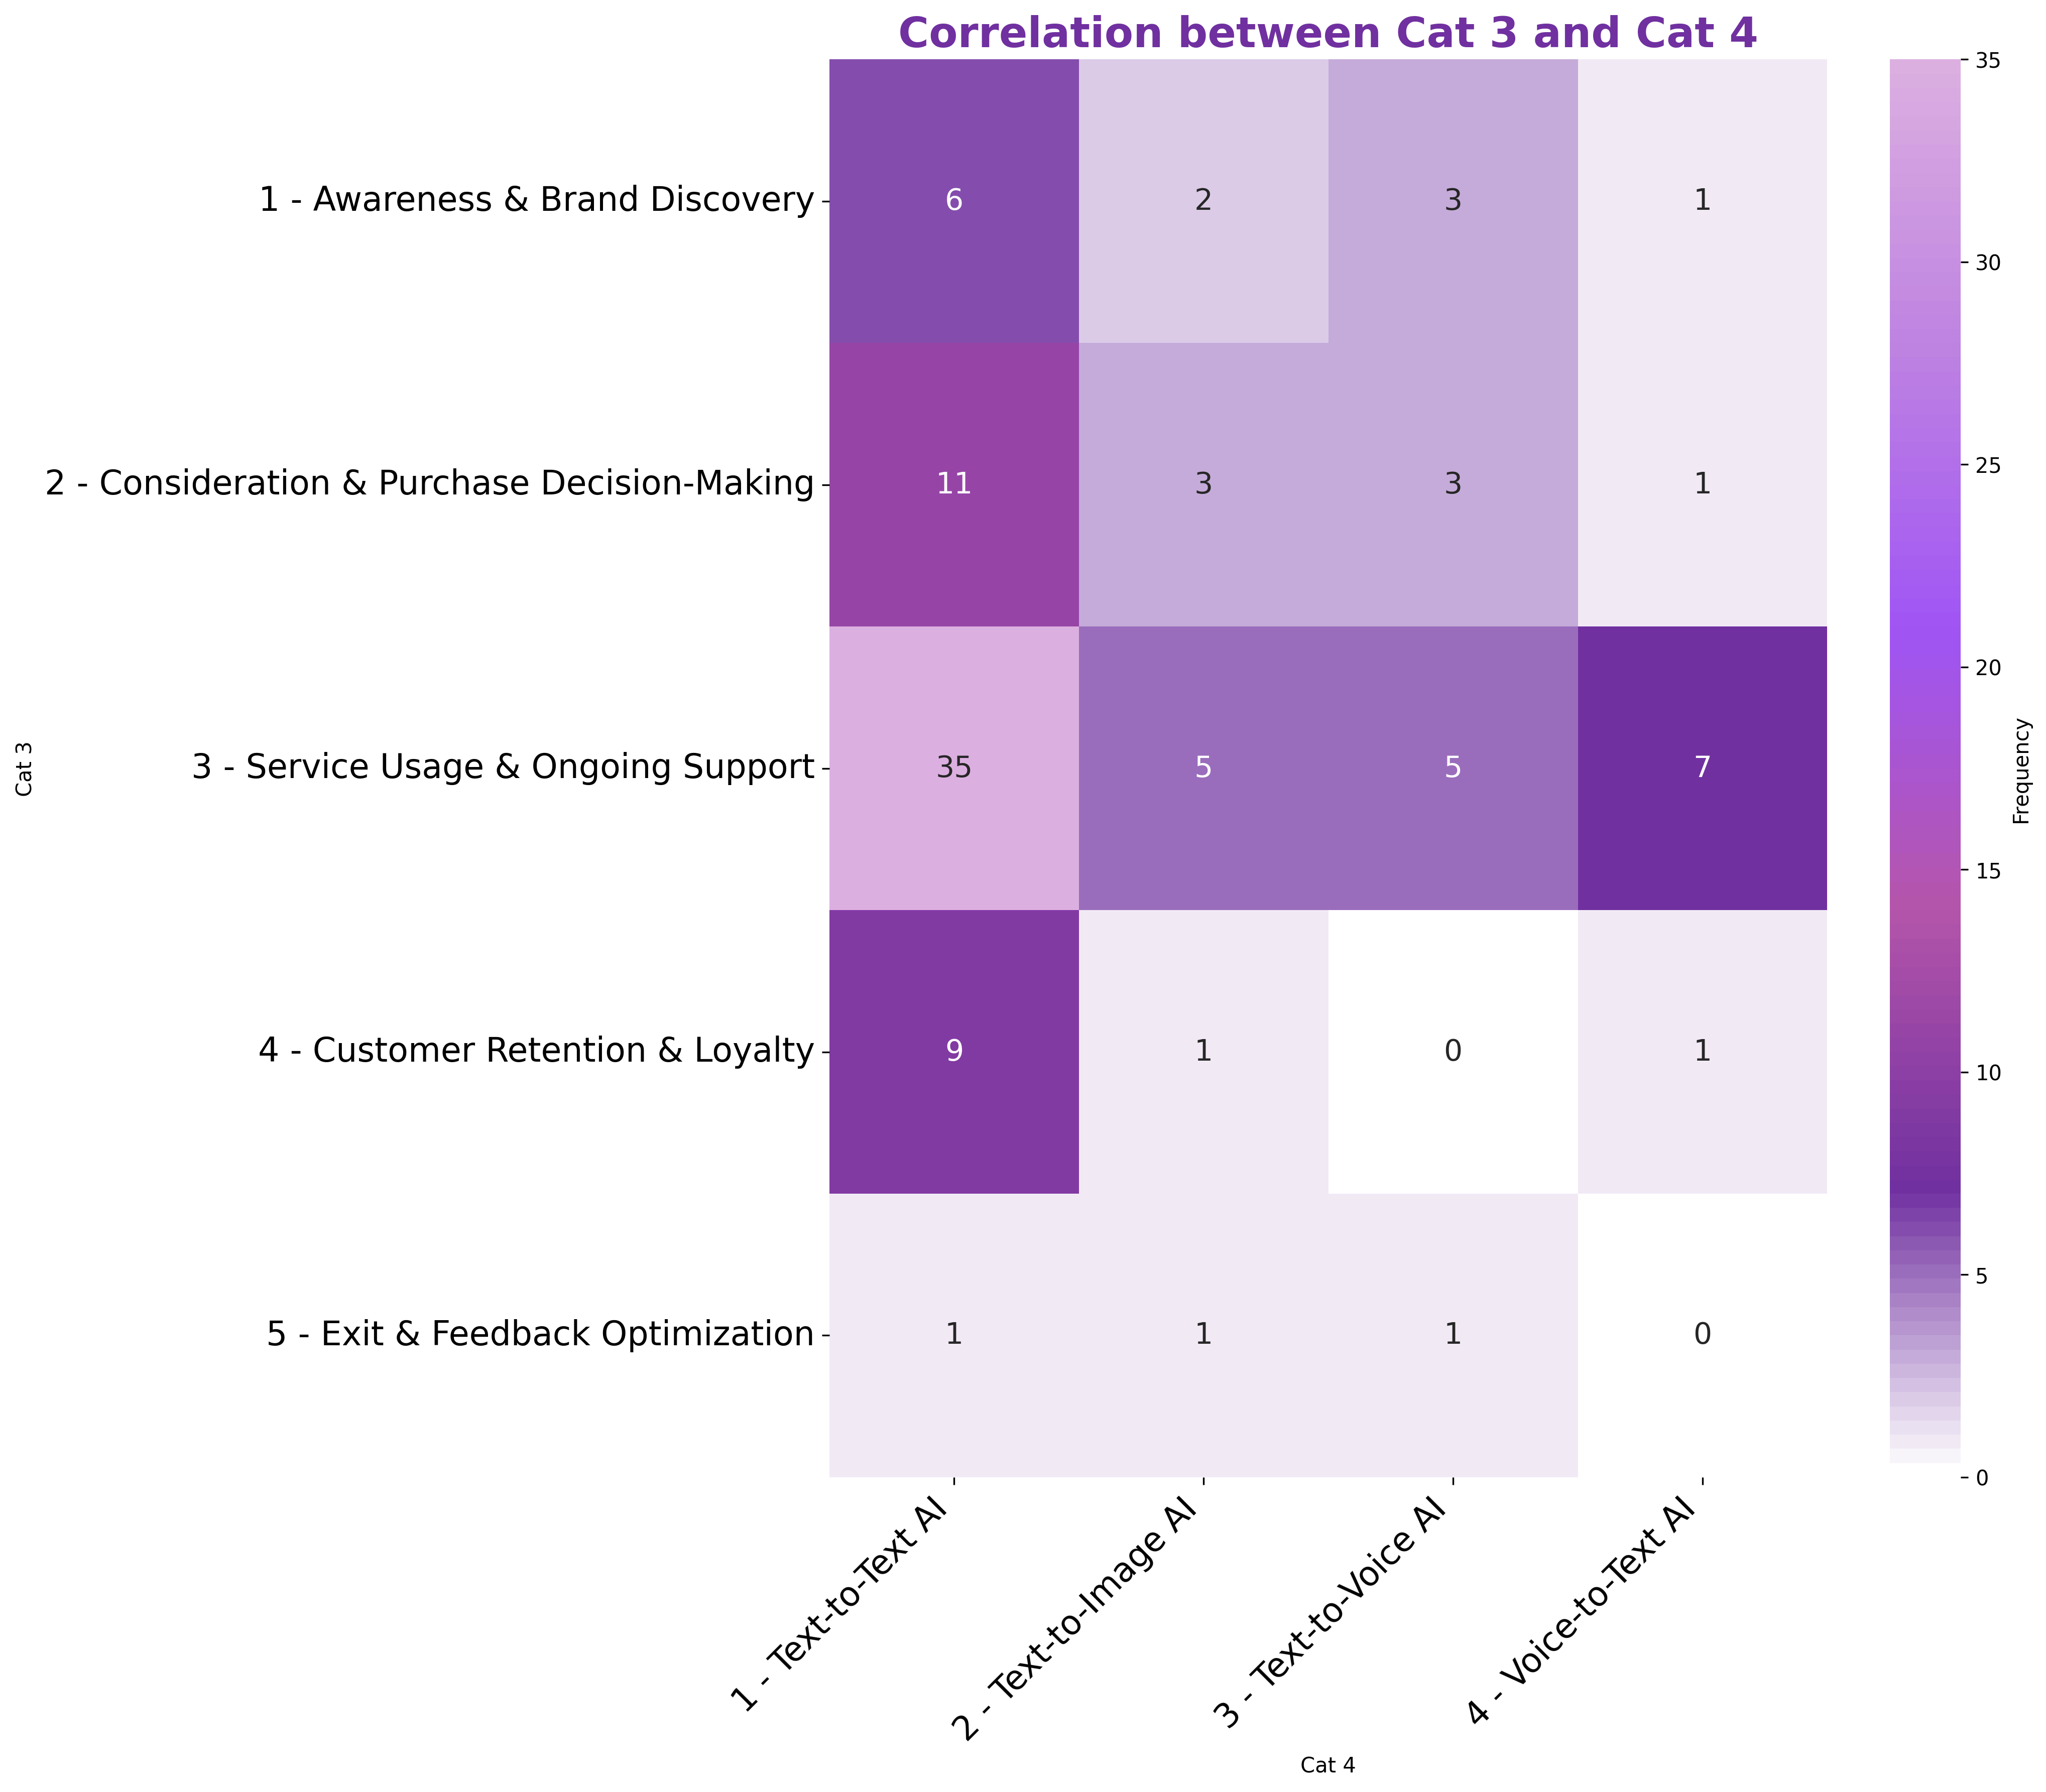 Correlation between Cat 3 and Cat 4
1 - Awareness & Brand Discovery
6 2 3 1
2 - Consideration & Purchase Decision-Making
11 3 3 1
3 - Service Usage & Ongoing Support
35 5 5 7
4 - Customer Retention & Loyalty
9 1 0 1
5 - Exit & Feedback Optimization
1 1 1 0
Cat 3
1 - Text-to-Text AI
2 - Text-to-Image AI
3 - Text-to-Voice AI
4 - Voice-to-Text AI
Cat 4
35
30
25
20
15
10
5
0
Frequency